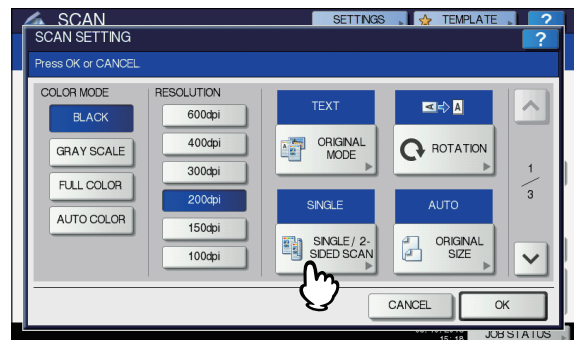 SCAN
SETTINGS
TEMPLATE
?
SCAN SETTING
?
Press OK or CANCEL
COLOR MODE
BLACK
GRAY SCALE
FULL COLOR
AUTO COLOR
RESOLUTION
600dpi
400dpi
300dpi
200dpi
150dpi
100dpi
TEXT
ORIGINAL
MODE
A
ROTATION
SINGLE
SINGLE / 2-
SIDED SCAN
AUTO
ORIGINAL
SIZE
1
3
CANCEL
OK
15:18
JOB STATUS